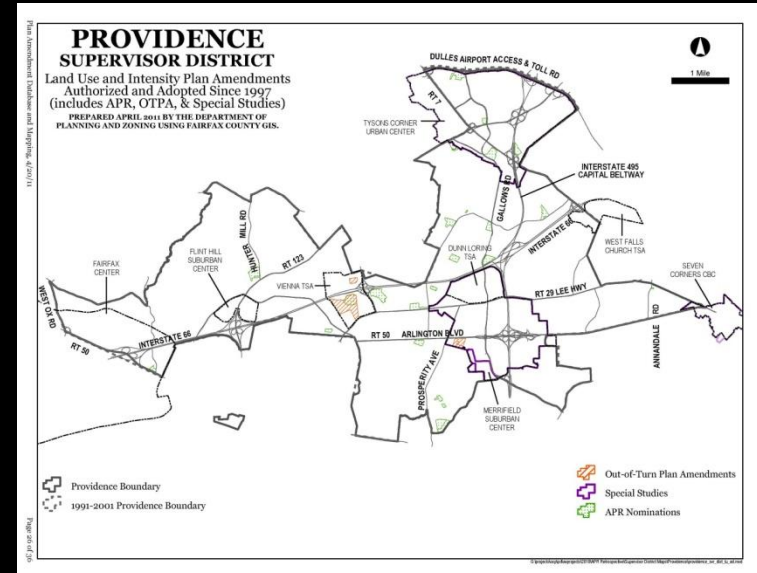 PROVIDENCE
SUPERVISOR DISTRICT
Land Use and Intensity Plan Amendments
Authorized and Adopted Since 1997
(includes APR, OTPA, & Special Studies)
PREPARED APRIL 2011 BY THE DEPARTMENT OF
PLANNING AND ZONING USING FAIRFAX COUNTY GIS.
Plan Amendment Database and Mapping, 4/20/11
1 Mile
DULLES AIRPORT ACCESS & TOLL RD
RT 7
TYSONS CORNER
URBAN CENTER
INTERSTATE 495
CAPITAL BELTWAY
GALLOWS RD
INTERSTATE 66
WEST FALLS
CHURCH TSA
HUNTER MILL RD
RT 123
FLINT HILL
SUBURBAN
CENTER
DUNN LORING
TSA
FAIRFAX
CENTER
VIENNA TSA
SEVEN
CORNERS CBC
WEST OX RD
RT 29 LEE HWY
INTERSTATE 66
RT 50
RT 50 ARLINGTON BLVD
ANNANDALE RD
PROSPERITY AVE
MERRIFIELD
SUBURBAN
CENTER
Providence Boundary
1991-2001 Providence Boundary
Out-of-Turn Plan Amendments
Special Studies
APR Nominations
Page 26 of 36